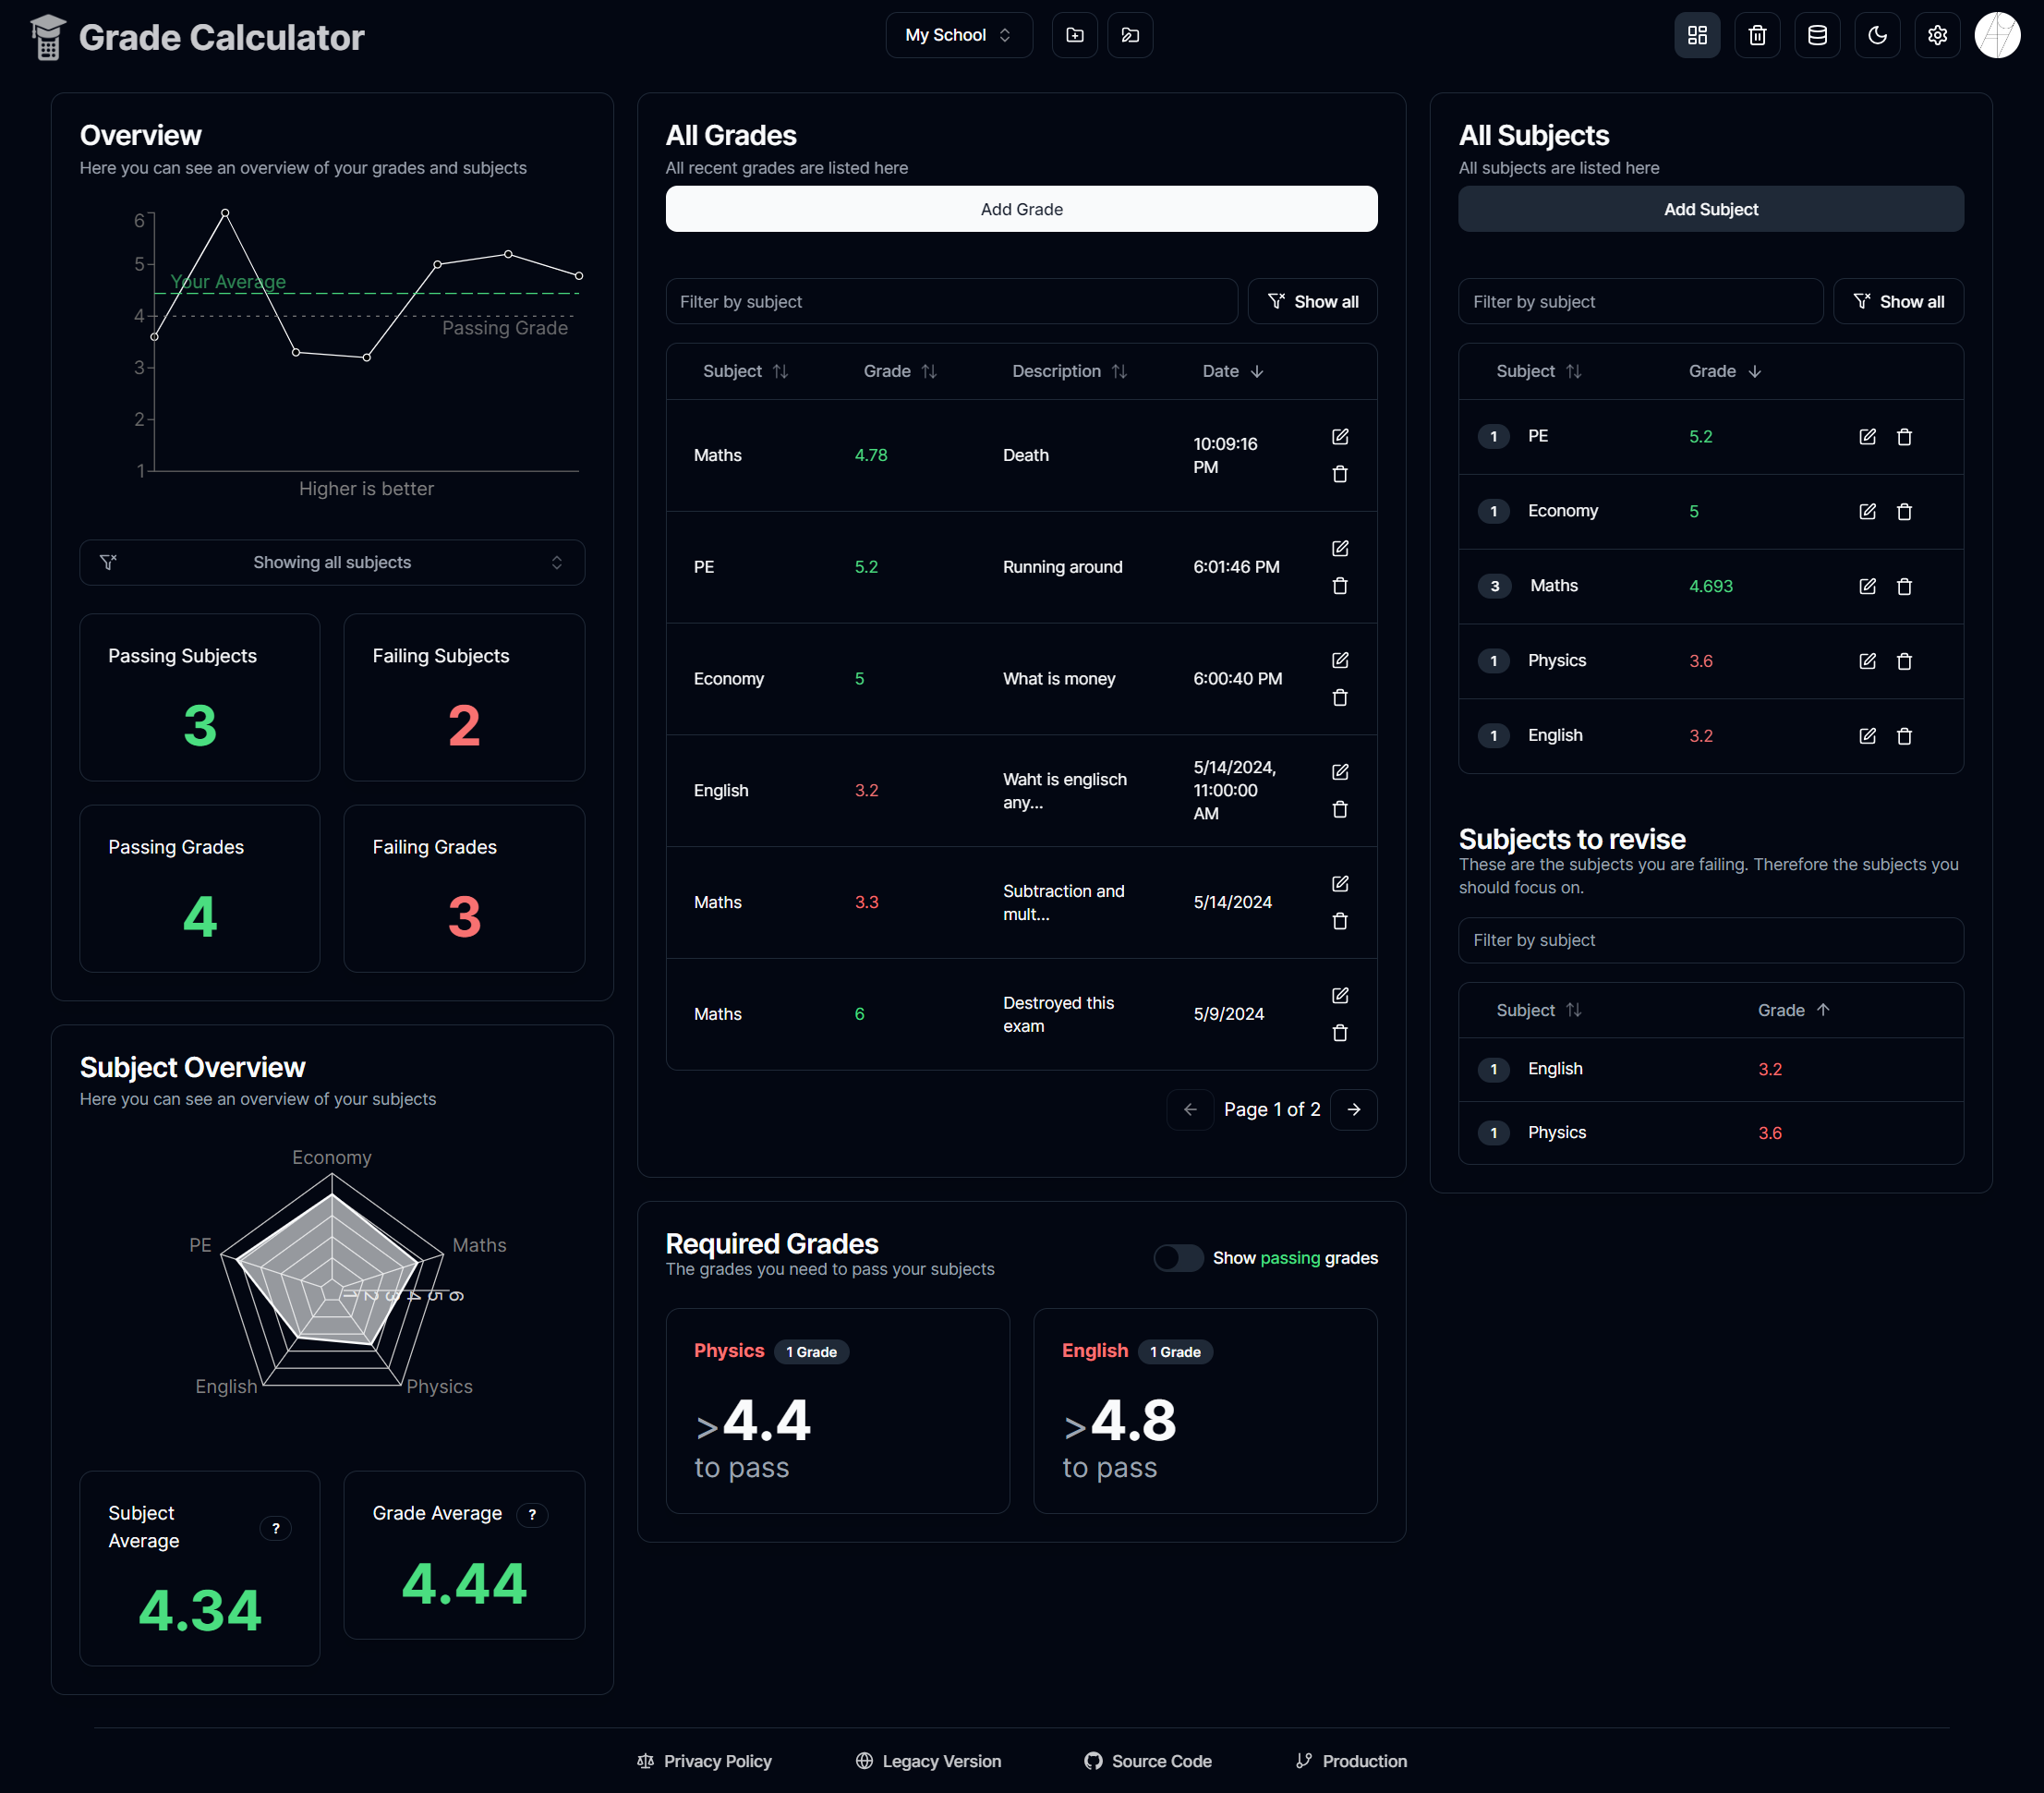 Grade Calculator
My School
Overview
Here you can see an overview of your grades and subjects
6
5
Your Average
4
Passing Grade
3
2
1
Higher is better
Showing all subjects
Passing Subjects
3
Failing Subjects
2
Passing Grades
4
Failing Grades
3
Subject Overview
Here you can see an overview of your subjects
Economy
PE
Maths
1 2 3 4 5 6
English
Physics
Subject
Average
?
4.34
Grade Average
?
4.44
All Grades
All recent grades are listed here
Add Grade
Filter by subject
Show all
Subject Grade Description Date
Maths 4.78 Death 10:09:16
PM
PE 5.2 Running around 6:01:46 PM
Economy 5 What is money 6:00:40 PM
English 3.2 Waht is englisch
any...
5/14/2024,
11:00:00
AM
Maths 3.3 Subtraction and
mult...
5/14/2024
Maths 6 Destroyed this
exam
5/9/2024
Page 1 of 2
Required Grades
The grades you need to pass your subjects
Show passing grades
Physics 1 Grade
>4.4
to pass
English 1 Grade
>4.8
to pass
All Subjects
All subjects are listed here
Add Subject
Filter by subject
Show all
Subject Grade
1 PE 5.2
1 Economy 5
3 Maths 4.693
1 Physics 3.6
1 English 3.2
Subjects to revise
These are the subjects you are failing. Therefore the subjects you
should focus on.
Filter by subject
Subject Grade
1 English 3.2
1 Physics 3.6
Privacy Policy
Legacy Version
Source Code
Production